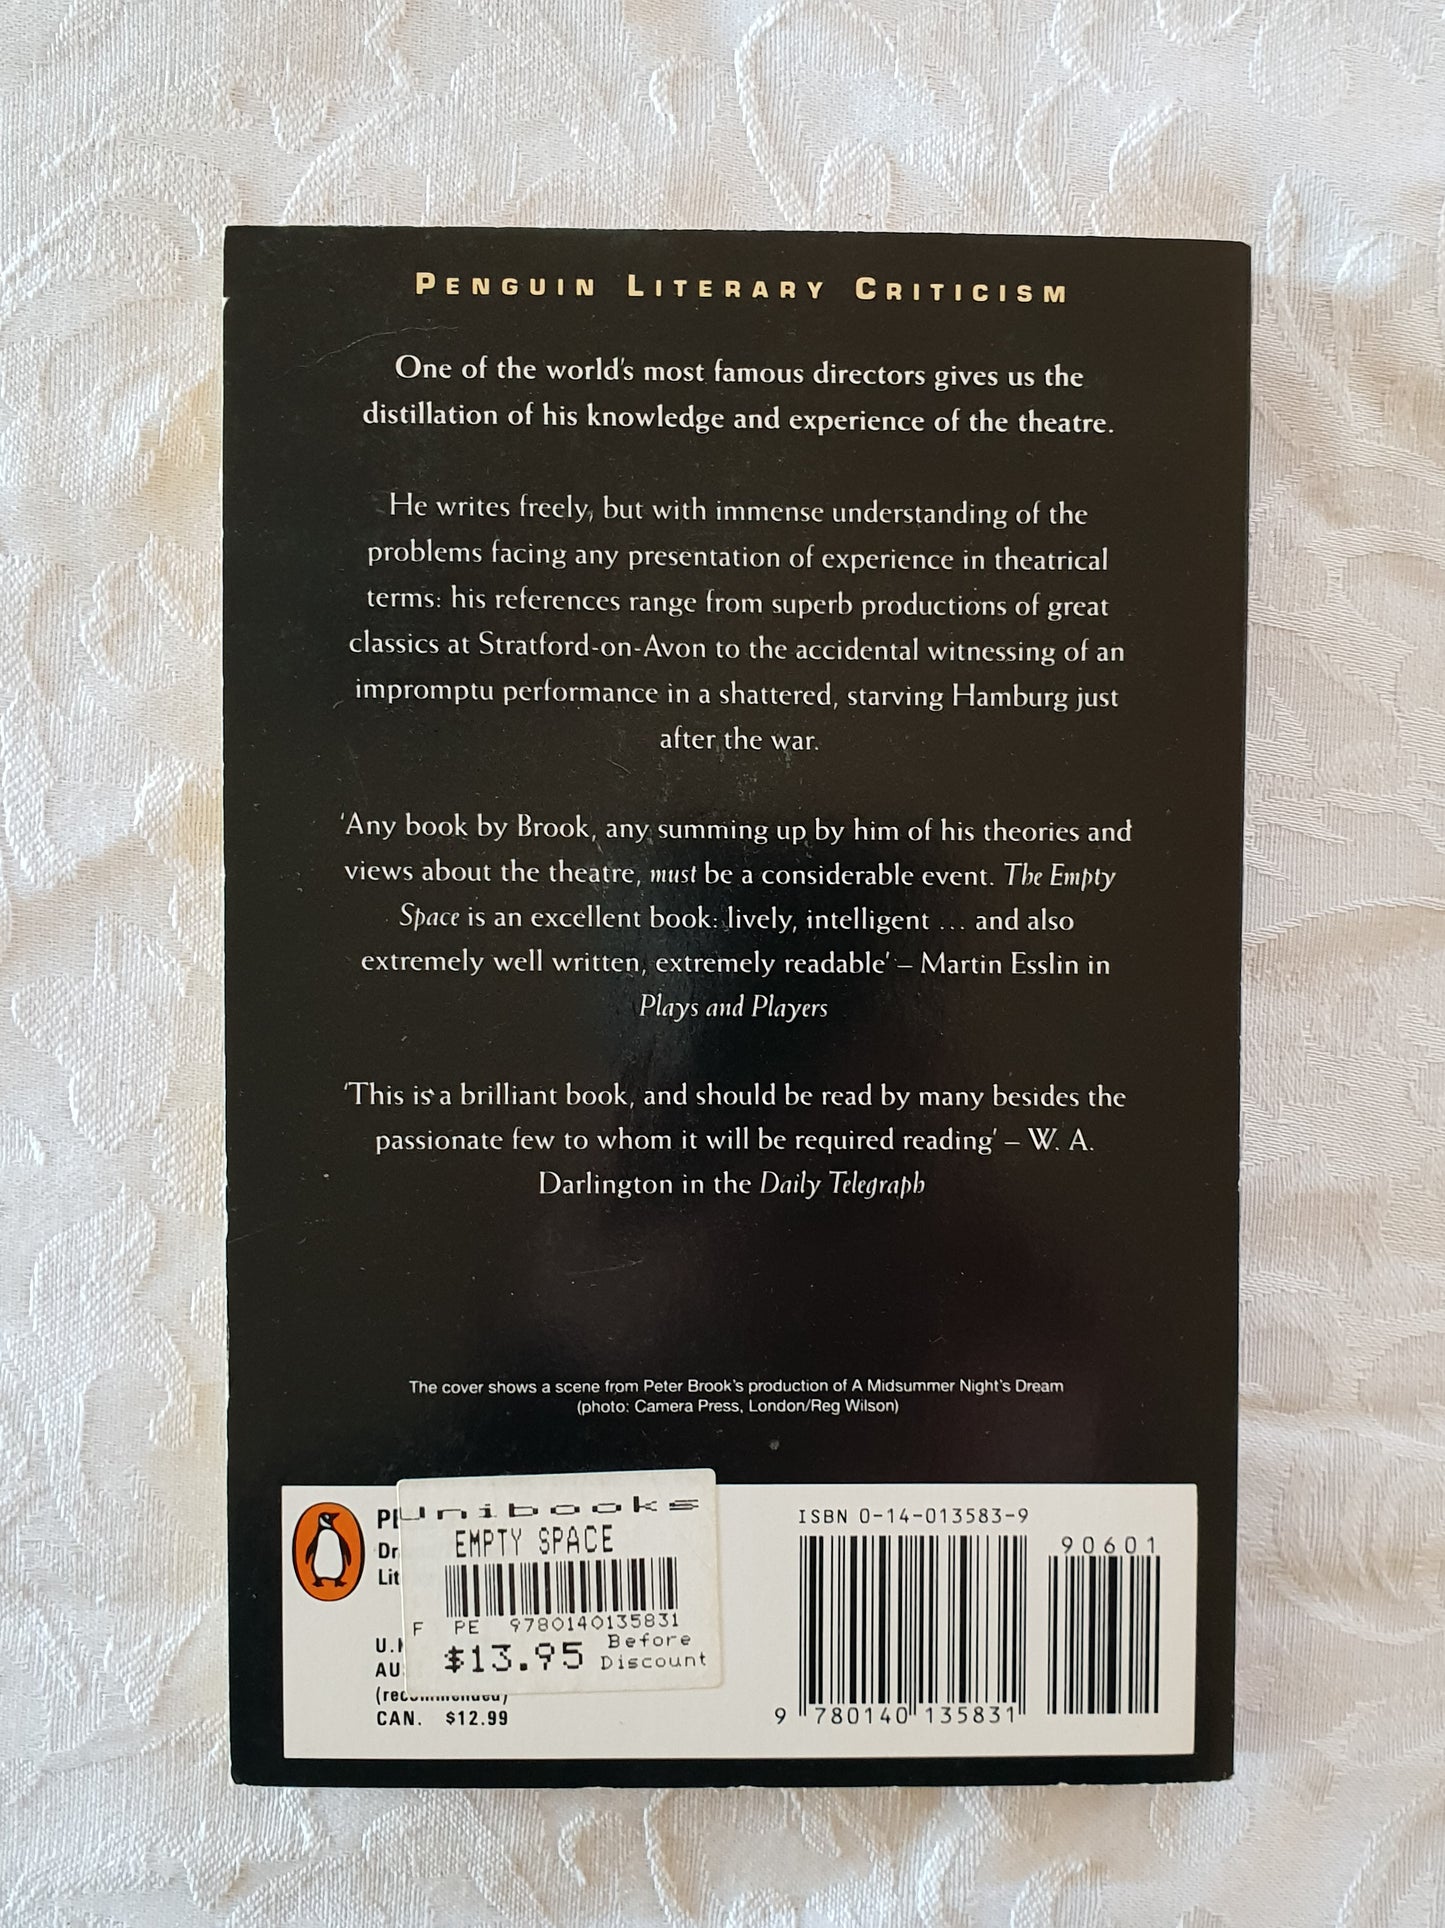 PENGUIN LITERARY CRITICISM
One of the world's most famous directors gives us the
distillation of his knowledge and experience of the theatre.
He writes freely, but with immense understanding of the
problems facing any presentation of experience in theatrical
terms: his references range from superb productions of great
classics at Stratford-on-Avon to the accidental witnessing of an
impromptu performance in a shattered, starving Hamburg just
after the war.
'Any book by Brook, any summing up by him of his theories and
views about the theatre, must be a considerable event. The Empty
Space is an excellent book: lively, intelligent ... and also
extremely well written, extremely readable' – Martin Esslin in
Plays and Players
'This is a brilliant book, and should be read by many besides the
passionate few to whom it will be required reading' – W. A.
Darlington in the Daily Telegraph
The cover shows a scene from Peter Brook's production of A Midsummer Night's Dream
(photo: Camera Press, London/Reg Wilson)
Unibooks
EMPTY SPACE
F PE 9780140135831
$13.95 Before
Discount
CAN. $12.99
ISBN 0-14-013583-9
90601
9 780140 135831